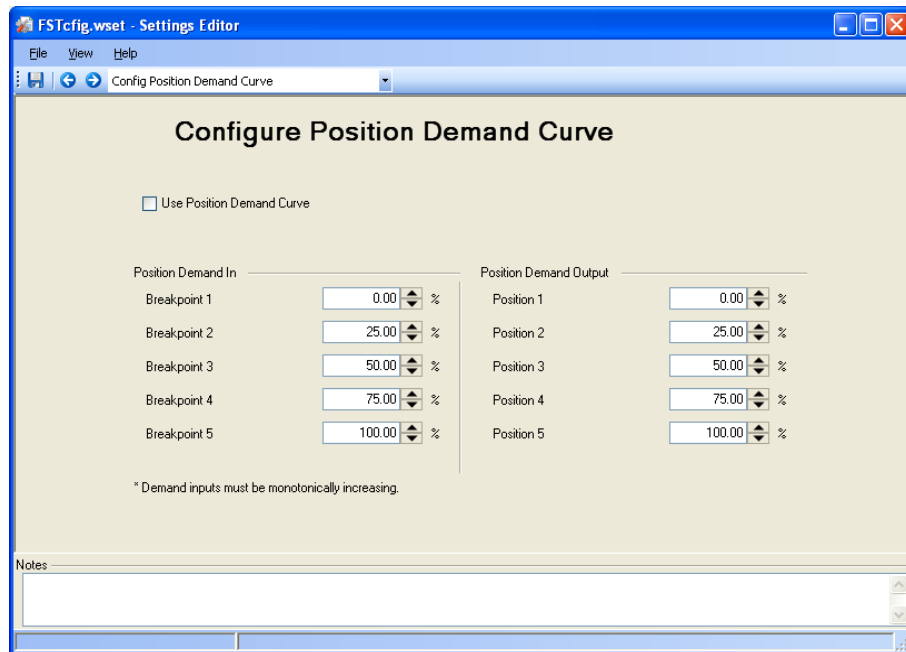 FSTcfig.wset - Settings Editor
File View Help
Config Position Demand Curve
Configure Position Demand Curve
Use Position Demand Curve
Position Demand In
Breakpoint 1 0.00 %
Breakpoint 2 25.00 %
Breakpoint 3 50.00 %
Breakpoint 4 75.00 %
Breakpoint 5 100.00 %
Position Demand Output
Position 1 0.00 %
Position 2 25.00 %
Position 3 50.00 %
Position 4 75.00 %
Position 5 100.00 %
* Demand inputs must be monotonically increasing.
Notes